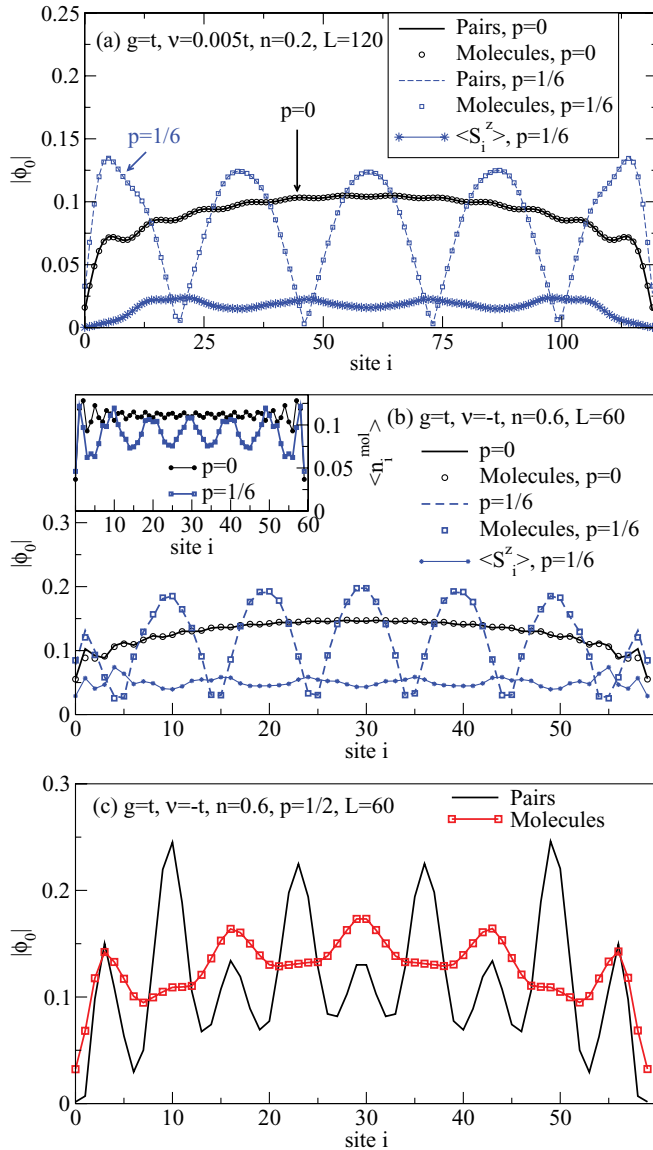 (a) g=t, ν=0.005t, n=0.2, L=120
Pairs, p=0
Molecules, p=0
Pairs, p=1/6
Molecules, p=1/6
<S_i^z>, p=1/6
p=1/6
p=0
|ϕ_0|
0.25
0.2
0.15
0.1
0.05
0
0 25 50 75 100
site i
(b) g=t, ν=-t, n=0.6, L=60
p=0
Molecules, p=0
p=1/6
Molecules, p=1/6
<S_i^z>, p=1/6
p=0
p=1/6
0.1
0.05
0
<n_i^mol>
10 20 30 40 50 60
site i
|ϕ_0|
0.3
0.2
0.1
0
0 10 20 30 40 50
site i
(c) g=t, ν=-t, n=0.6, p=1/2, L=60
Pairs
Molecules
|ϕ_0|
0.3
0.2
0.1
0
0 10 20 30 40 50
site i